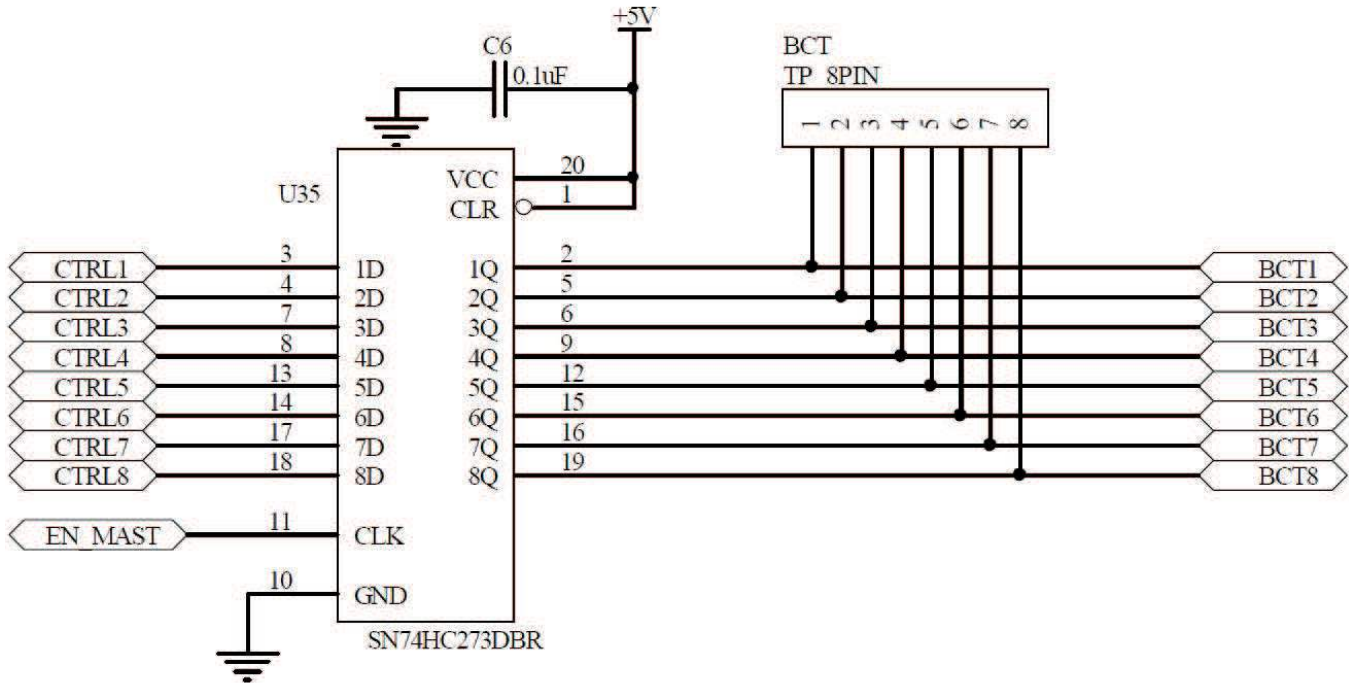 +5V
C6
0.1uF
BCT
TP 8PIN
1 2 3 4 5 6 7 8
U35
VCC 20
CLR 1
CTRL1 3 1D 1Q 2 BCT1
CTRL2 4 2D 2Q 5 BCT2
CTRL3 7 3D 3Q 6 BCT3
CTRL4 8 4D 4Q 9 BCT4
CTRL5 13 5D 5Q 12 BCT5
CTRL6 14 6D 6Q 15 BCT6
CTRL7 17 7D 7Q 16 BCT7
CTRL8 18 8D 8Q 19 BCT8
EN_MAST 11 CLK
10 GND
SN74HC273DBR